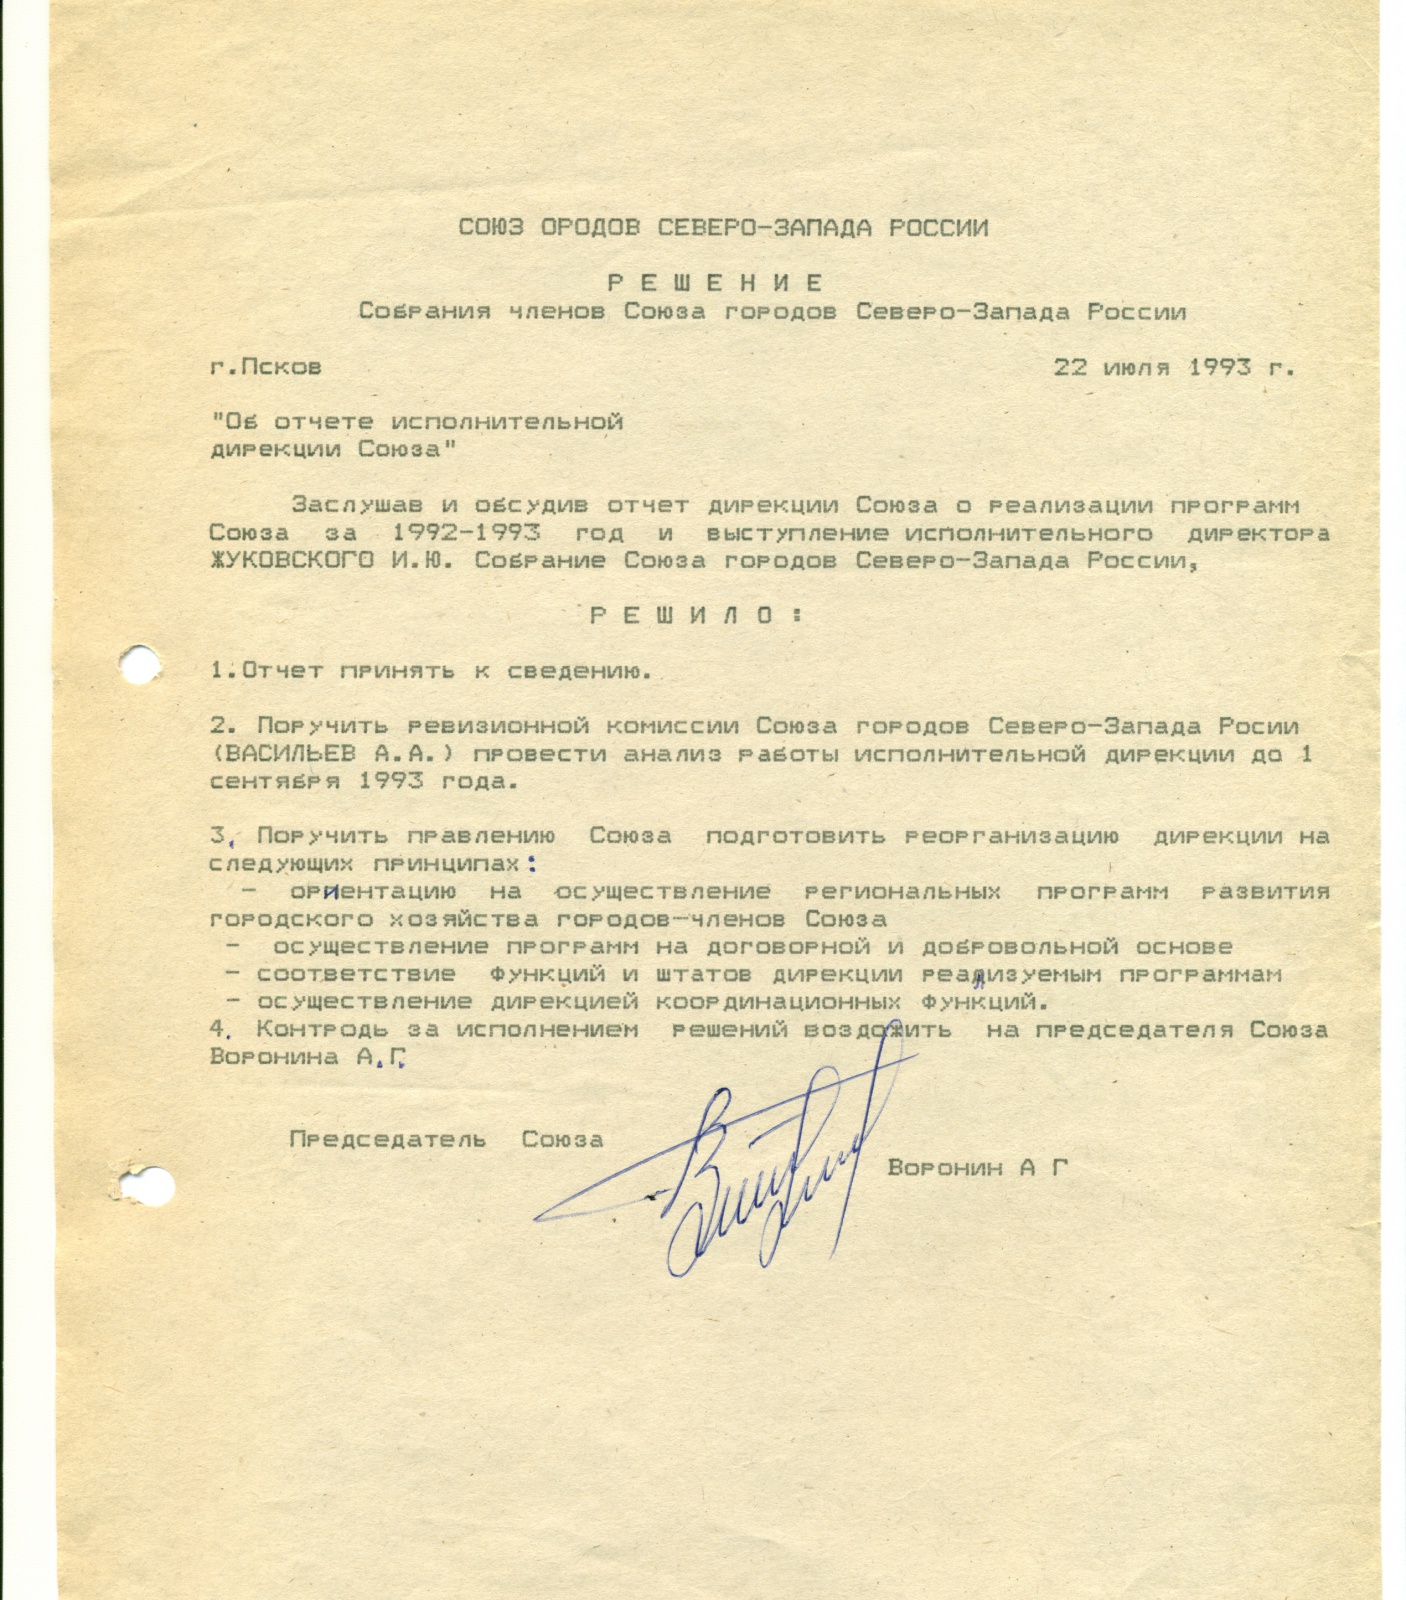 СОЮЗ ОРОДОВ СЕВЕРО-ЗАПАДА РОССИИ
Р Е Ш Е Н И Е
Собрания членов Союза городов Северо-Запада России
г.Псков 22 июля 1993 г.
"Об отчете исполнительной
дирекции Союза"
Заслушав и обсудив отчет дирекции Союза о реализации программ
Союза за 1992-1993 год и выступление исполнительного директора
ЖУКОВСКОГО И.Ю. Собрание Союза городов Северо-Запада России,
Р Е Ш И Л О :
1.Отчет принять к сведению.
2. Поручить ревизионной комиссии Союза городов Северо-Запада Росии
(ВАСИЛЬЕВ А.А.) провести анализ работы исполнительной дирекции до 1
сентября 1993 года.
3. Поручить правлению Союза подготовить реорганизацию дирекции на
следующих принципах:
- ориентацию на осуществление региональных программ развития
городского хозяйства городов-членов Союза
- осуществление программ на договорной и добровольной основе
- соответствие функций и штатов дирекции реализуемым программам
- осуществление дирекцией координационных функций.
4. Контродь за исполнением решений воздожить на председателя Союза
Воронина А.Г.
Председатель Союза
Воронин А Г